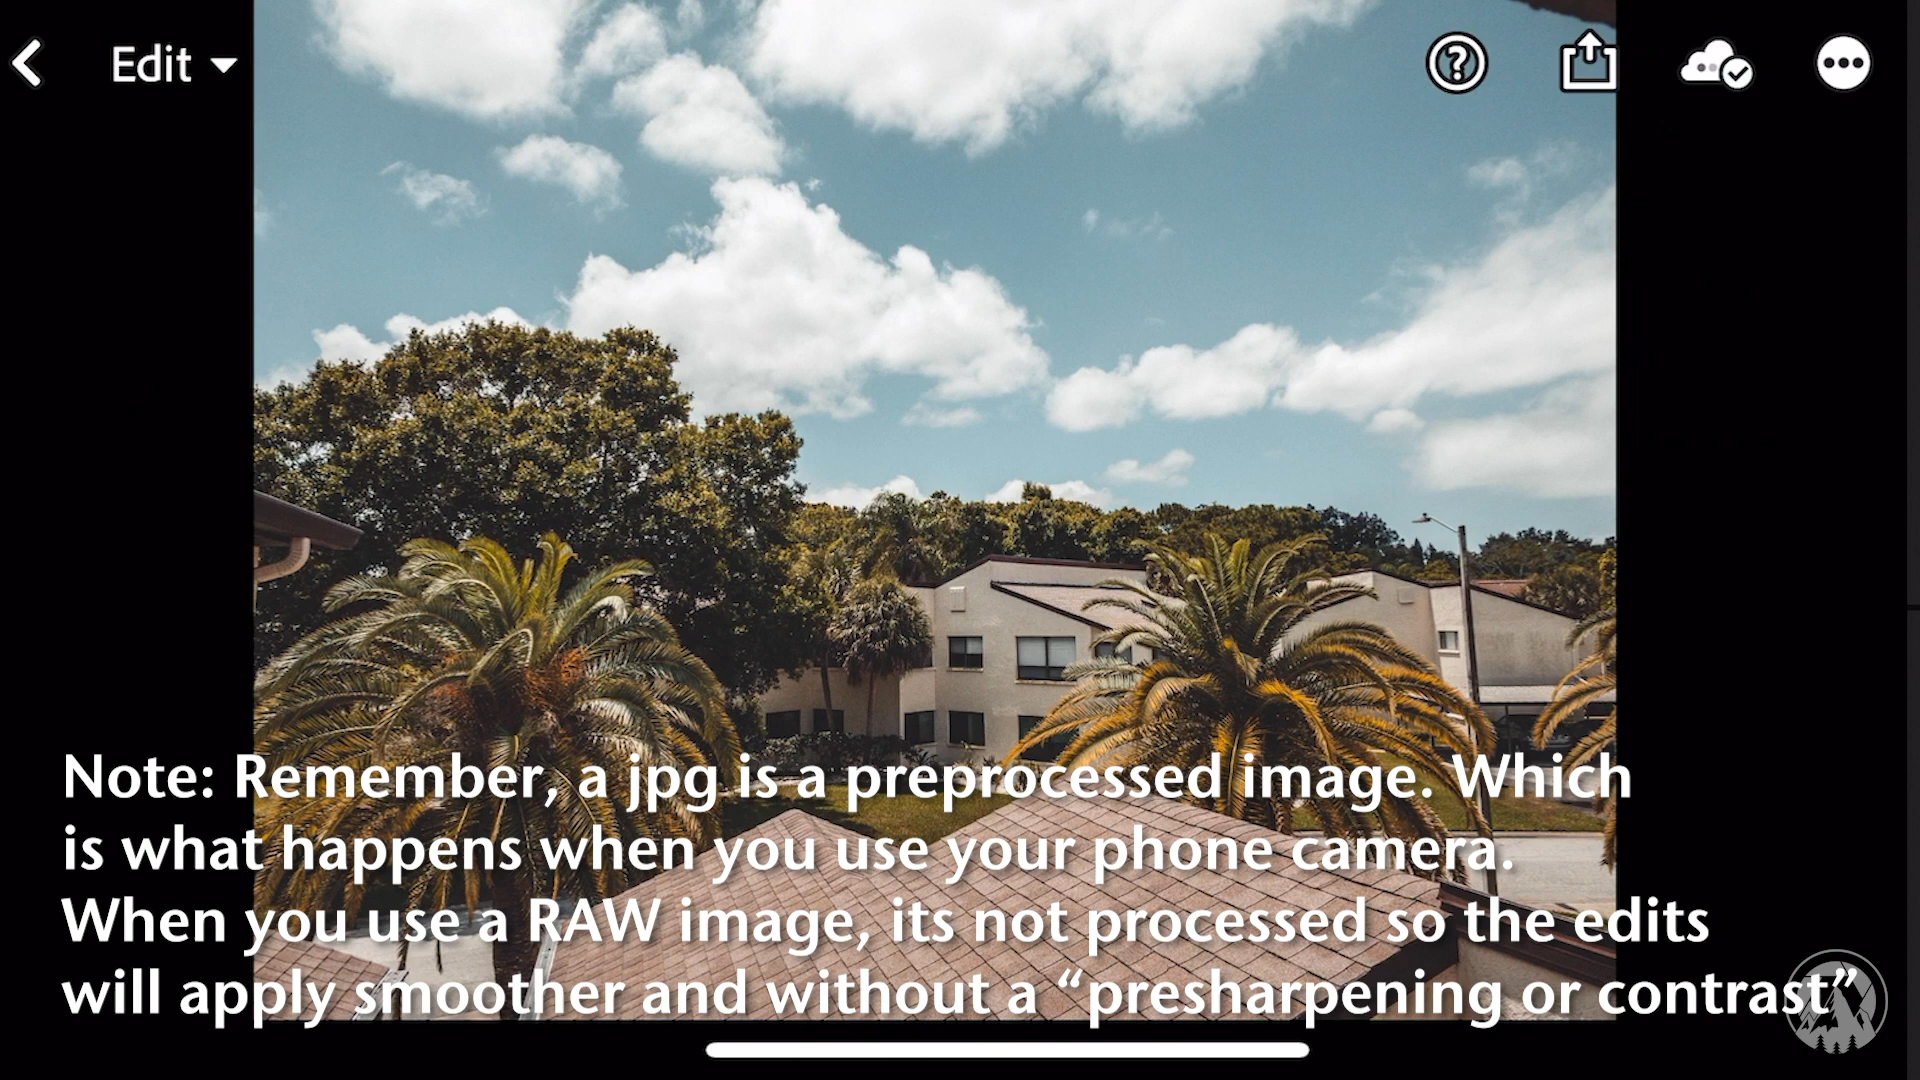 Edit
Note: Remember, a jpg is a preprocessed image. Which
is what happens when you use your phone camera.
When you use a RAW image, its not processed so the edits
will apply smoother and without a “presharpening or contrast”